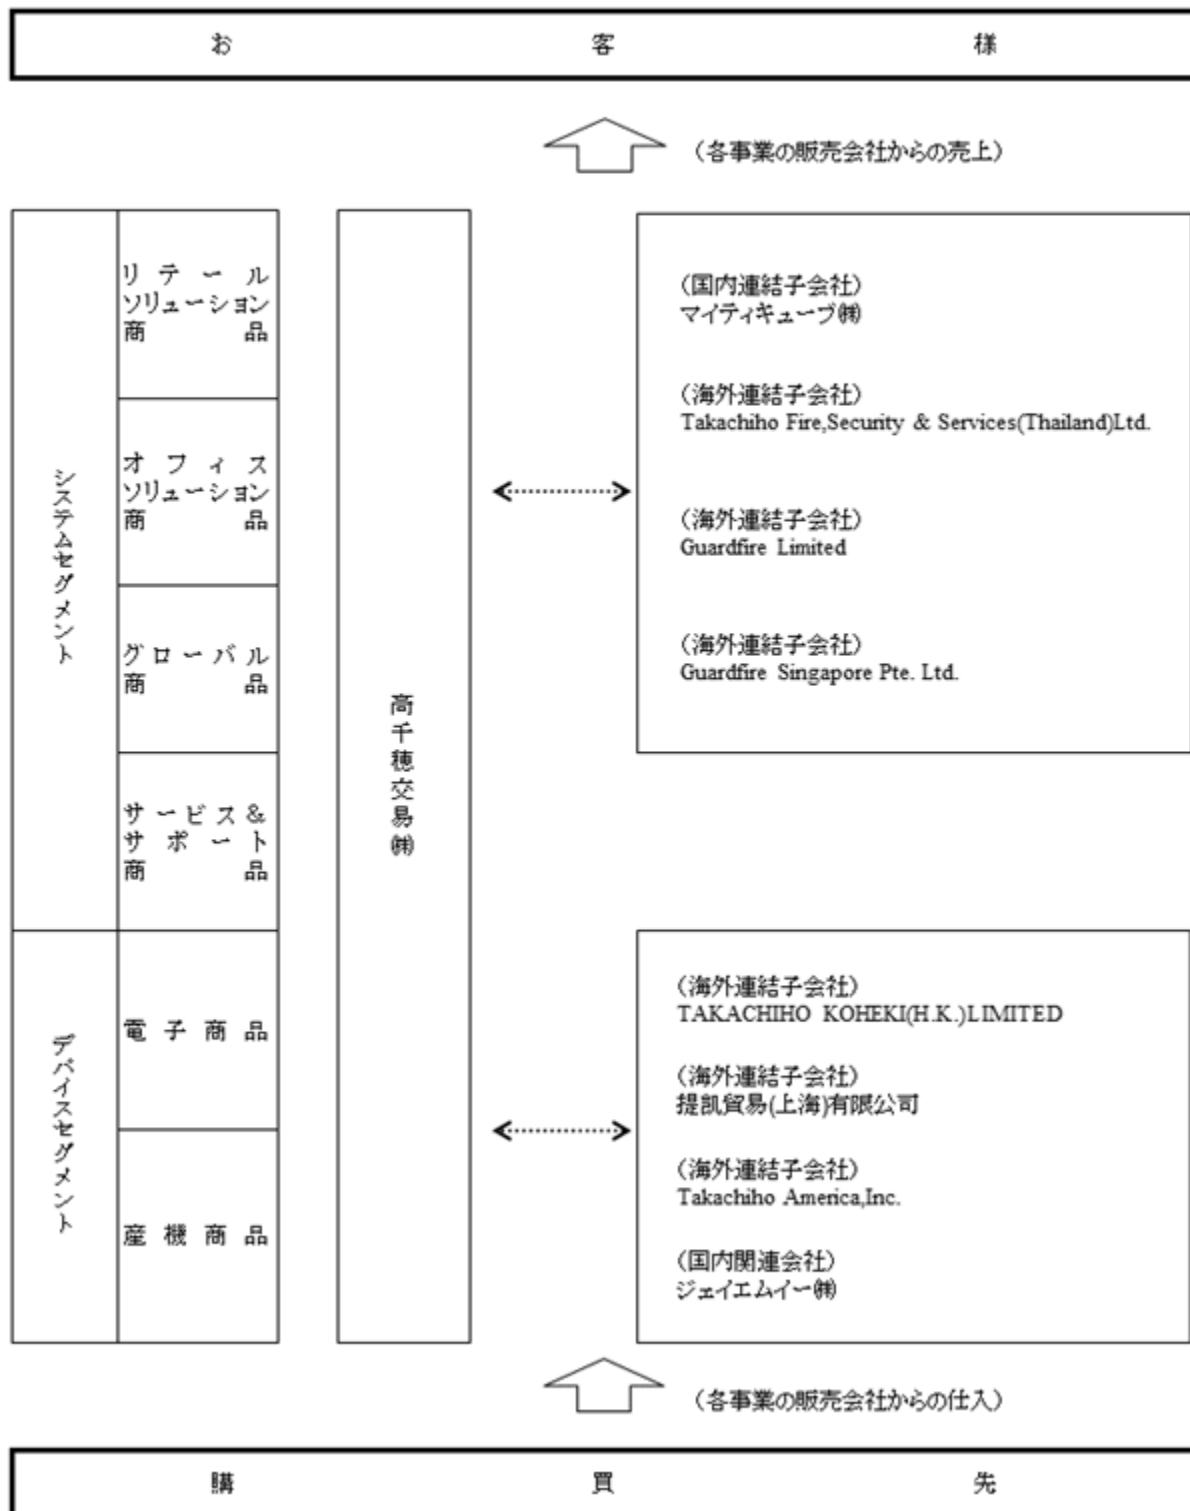 お客様
（各事業の販売会社からの売上）
システムセグメント
リテール
ソリューション
商品
オフィス
ソリューション
商品
グローバル
商品
サービス＆
サポート
商品
デバイスセグメント
電子商品
産機商品
高千穂交易㈱
（国内連結子会社）
マイティキューブ㈱
（海外連結子会社）
Takachiho Fire,Security & Services(Thailand)Ltd.
（海外連結子会社）
Guardfire Limited
（海外連結子会社）
Guardfire Singapore Pte. Ltd.
（海外連結子会社）
TAKACHIHO KOHEKI(H.K.)LIMITED
（海外連結子会社）
提凱貿易(上海)有限公司
（海外連結子会社）
Takachiho America,Inc.
（国内関連会社）
ジェイエムイー㈱
（各事業の販売会社からの仕入）
購買先